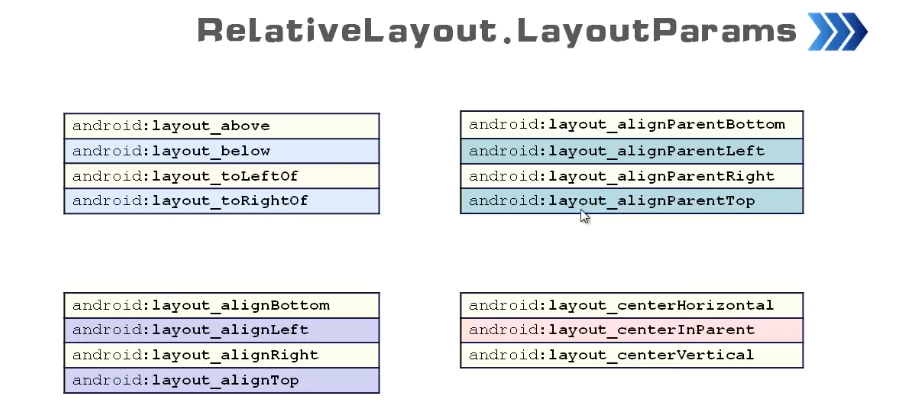 RelativeLayout.LayoutParams
android:layout_above
android:layout_below
android:layout_toLeftOf
android:layout_toRightOf
android:layout_alignParentBottom
android:layout_alignParentLeft
android:layout_alignParentRight
android:layout_alignParentTop
android:layout_alignBottom
android:layout_alignLeft
android:layout_alignRight
android:layout_alignTop
android:layout_centerHorizontal
android:layout_centerInParent
android:layout_centerVertical